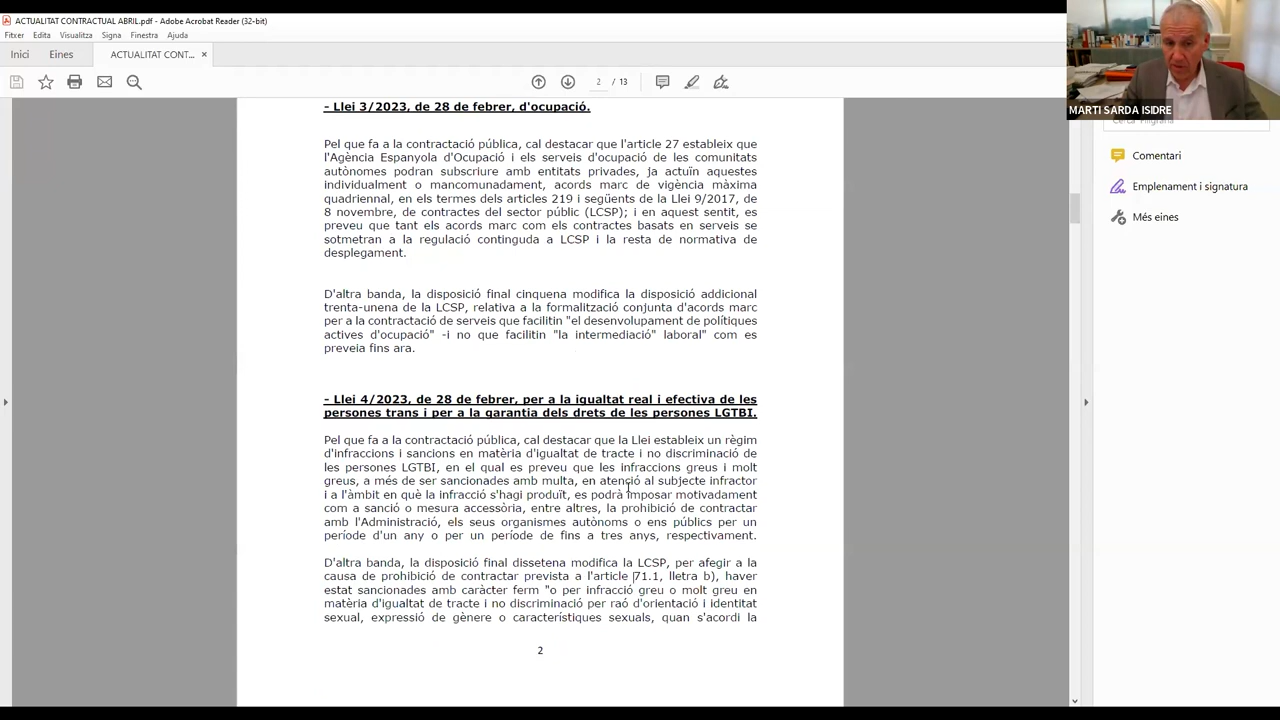 ACTUALITAT CONTRACTUAL ABRIL.pdf - Adobe Acrobat Reader (32-bit)
Fitxer Edita Visualitza Signa Finestra Ajuda
Inici Eines ACTUALITAT CONT... ×
2 / 13
MARTI SARDA ISIDRE
Comentari
Emplenament i signatura
Més eines
- Llei 3/2023, de 28 de febrer, d'ocupació.
Pel que fa a la contractació pública, cal destacar que l'article 27 estableix que
l'Agència Espanyola d'Ocupació i els serveis d'ocupació de les comunitats
autònomes podran subscriure amb entitats privades, ja actuïn aquestes
individualment o mancomunadament, acords marc de vigència màxima
quadriennal, en els termes dels articles 219 i següents de la Llei 9/2017, de
8 novembre, de contractes del sector públic (LCSP); i en aquest sentit, es
preveu que tant els acords marc com els contractes basats en serveis se
sotmetran a la regulació continguda a LCSP i la resta de normativa de
desplegament.
D'altra banda, la disposició final cinquena modifica la disposició addicional
trenta-unena de la LCSP, relativa a la formalització conjunta d'acords marc
per a la contractació de serveis que facilitin "el desenvolupament de polítiques
actives d'ocupació" -i no que facilitin "la intermediació" laboral" com es
preveia fins ara.
- Llei 4/2023, de 28 de febrer, per a la igualtat real i efectiva de les
persones trans i per a la garantia dels drets de les persones LGTBI.
Pel que fa a la contractació pública, cal destacar que la Llei estableix un règim
d'infraccions i sancions en matèria d'igualtat de tracte i no discriminació de
les persones LGTBI, en el qual es preveu que les infraccions greus i molt
greus, a més de ser sancionades amb multa, en atenció al subjecte infractor
i a l'àmbit en què la infracció s'hagi produït, es podrà imposar motivadament
com a sanció o mesura accessòria, entre altres, la prohibició de contractar
amb l'Administració, els seus organismes autònoms o ens públics per un
període d'un any o per un període de fins a tres anys, respectivament.
D'altra banda, la disposició final dissetena modifica la LCSP, per afegir a la
causa de prohibició de contractar prevista a l'article 71.1, lletra b), haver
estat sancionades amb caràcter ferm "o per infracció greu o molt greu en
matèria d'igualtat de tracte i no discriminació per raó d'orientació i identitat
sexual, expressió de gènere o característiques sexuals, quan s'acordi la
2